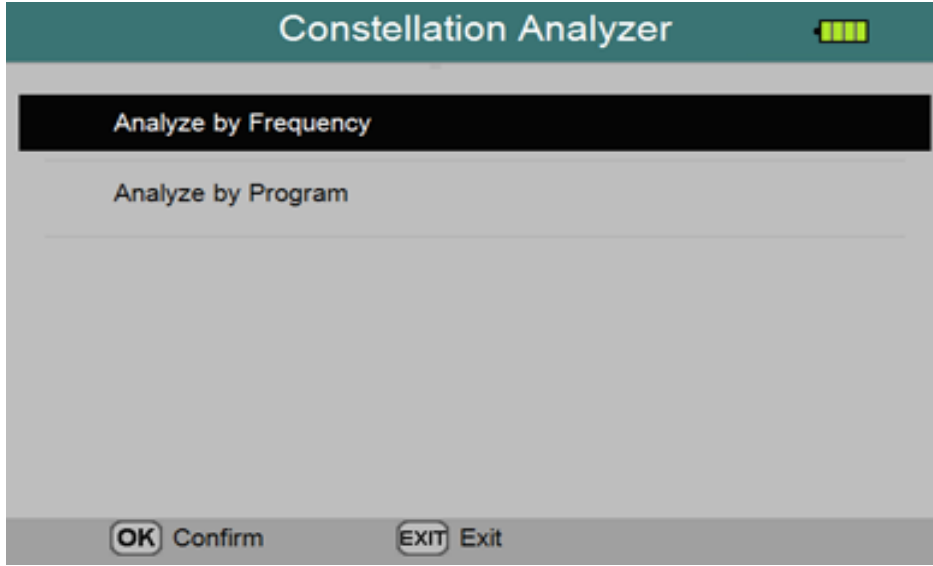 Constellation Analyzer
Analyze by Frequency
Analyze by Program
OK Confirm EXIT Exit